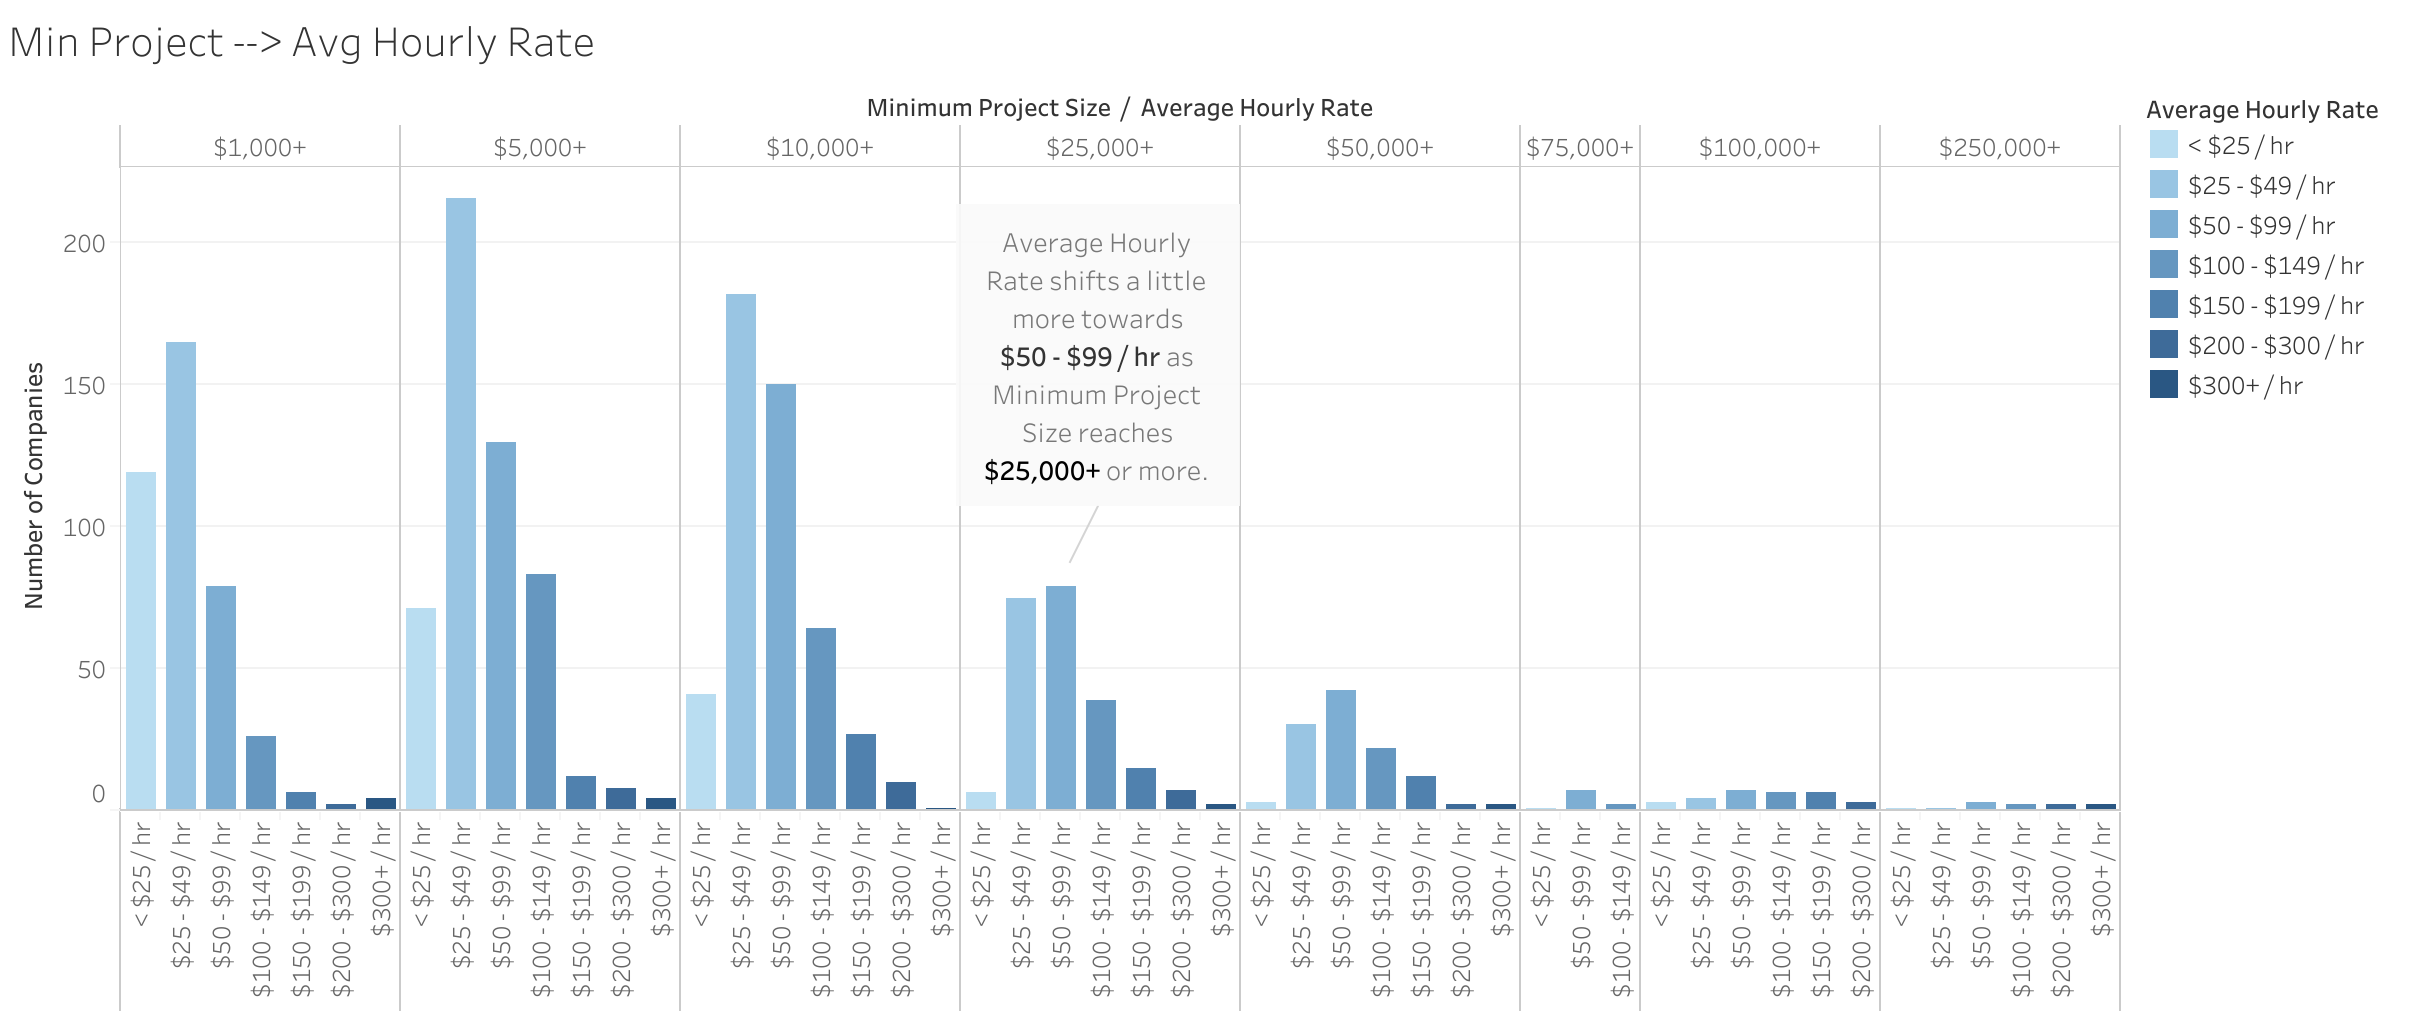 Min Project --> Avg Hourly Rate
Minimum Project Size / Average Hourly Rate
$1,000+
$5,000+
$10,000+
$25,000+
$50,000+
$75,000+
$100,000+
$250,000+
Number of Companies
200
150
100
50
0
Average Hourly
Rate shifts a little
more towards
$50 - $99 / hr as
Minimum Project
Size reaches
$25,000+ or more.
< $25 / hr
$25 - $49 / hr
$50 - $99 / hr
$100 - $149 / hr
$150 - $199 / hr
$200 - $300 / hr
$300+ / hr
< $25 / hr
$25 - $49 / hr
$50 - $99 / hr
$100 - $149 / hr
$150 - $199 / hr
$200 - $300 / hr
$300+ / hr
< $25 / hr
$25 - $49 / hr
$50 - $99 / hr
$100 - $149 / hr
$150 - $199 / hr
$200 - $300 / hr
$300+ / hr
< $25 / hr
$25 - $49 / hr
$50 - $99 / hr
$100 - $149 / hr
$150 - $199 / hr
$200 - $300 / hr
$300+ / hr
< $25 / hr
$25 - $49 / hr
$50 - $99 / hr
$100 - $149 / hr
$150 - $199 / hr
$200 - $300 / hr
$300+ / hr
< $25 / hr
$50 - $99 / hr
$100 - $149 / hr
< $25 / hr
$25 - $49 / hr
$50 - $99 / hr
$100 - $149 / hr
$150 - $199 / hr
$200 - $300 / hr
< $25 / hr
$25 - $49 / hr
$50 - $99 / hr
$100 - $149 / hr
$200 - $300 / hr
$300+ / hr
Average Hourly Rate
< $25 / hr
$25 - $49 / hr
$50 - $99 / hr
$100 - $149 / hr
$150 - $199 / hr
$200 - $300 / hr
$300+ / hr